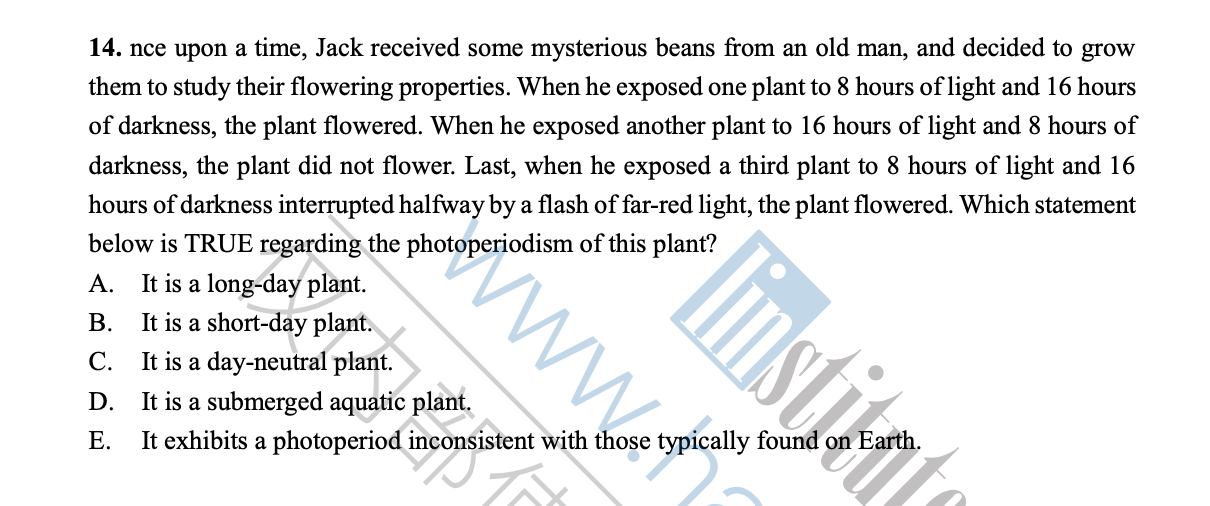 14. nce upon a time, Jack received some mysterious beans from an old man, and decided to grow
them to study their flowering properties. When he exposed one plant to 8 hours of light and 16 hours
of darkness, the plant flowered. When he exposed another plant to 16 hours of light and 8 hours of
darkness, the plant did not flower. Last, when he exposed a third plant to 8 hours of light and 16
hours of darkness interrupted halfway by a flash of far-red light, the plant flowered. Which statement
below is TRUE regarding the photoperiodism of this plant?
A. It is a long-day plant.
B. It is a short-day plant.
C. It is a day-neutral plant.
D. It is a submerged aquatic plant.
E. It exhibits a photoperiod inconsistent with those typically found on Earth.
仅内部
www.h